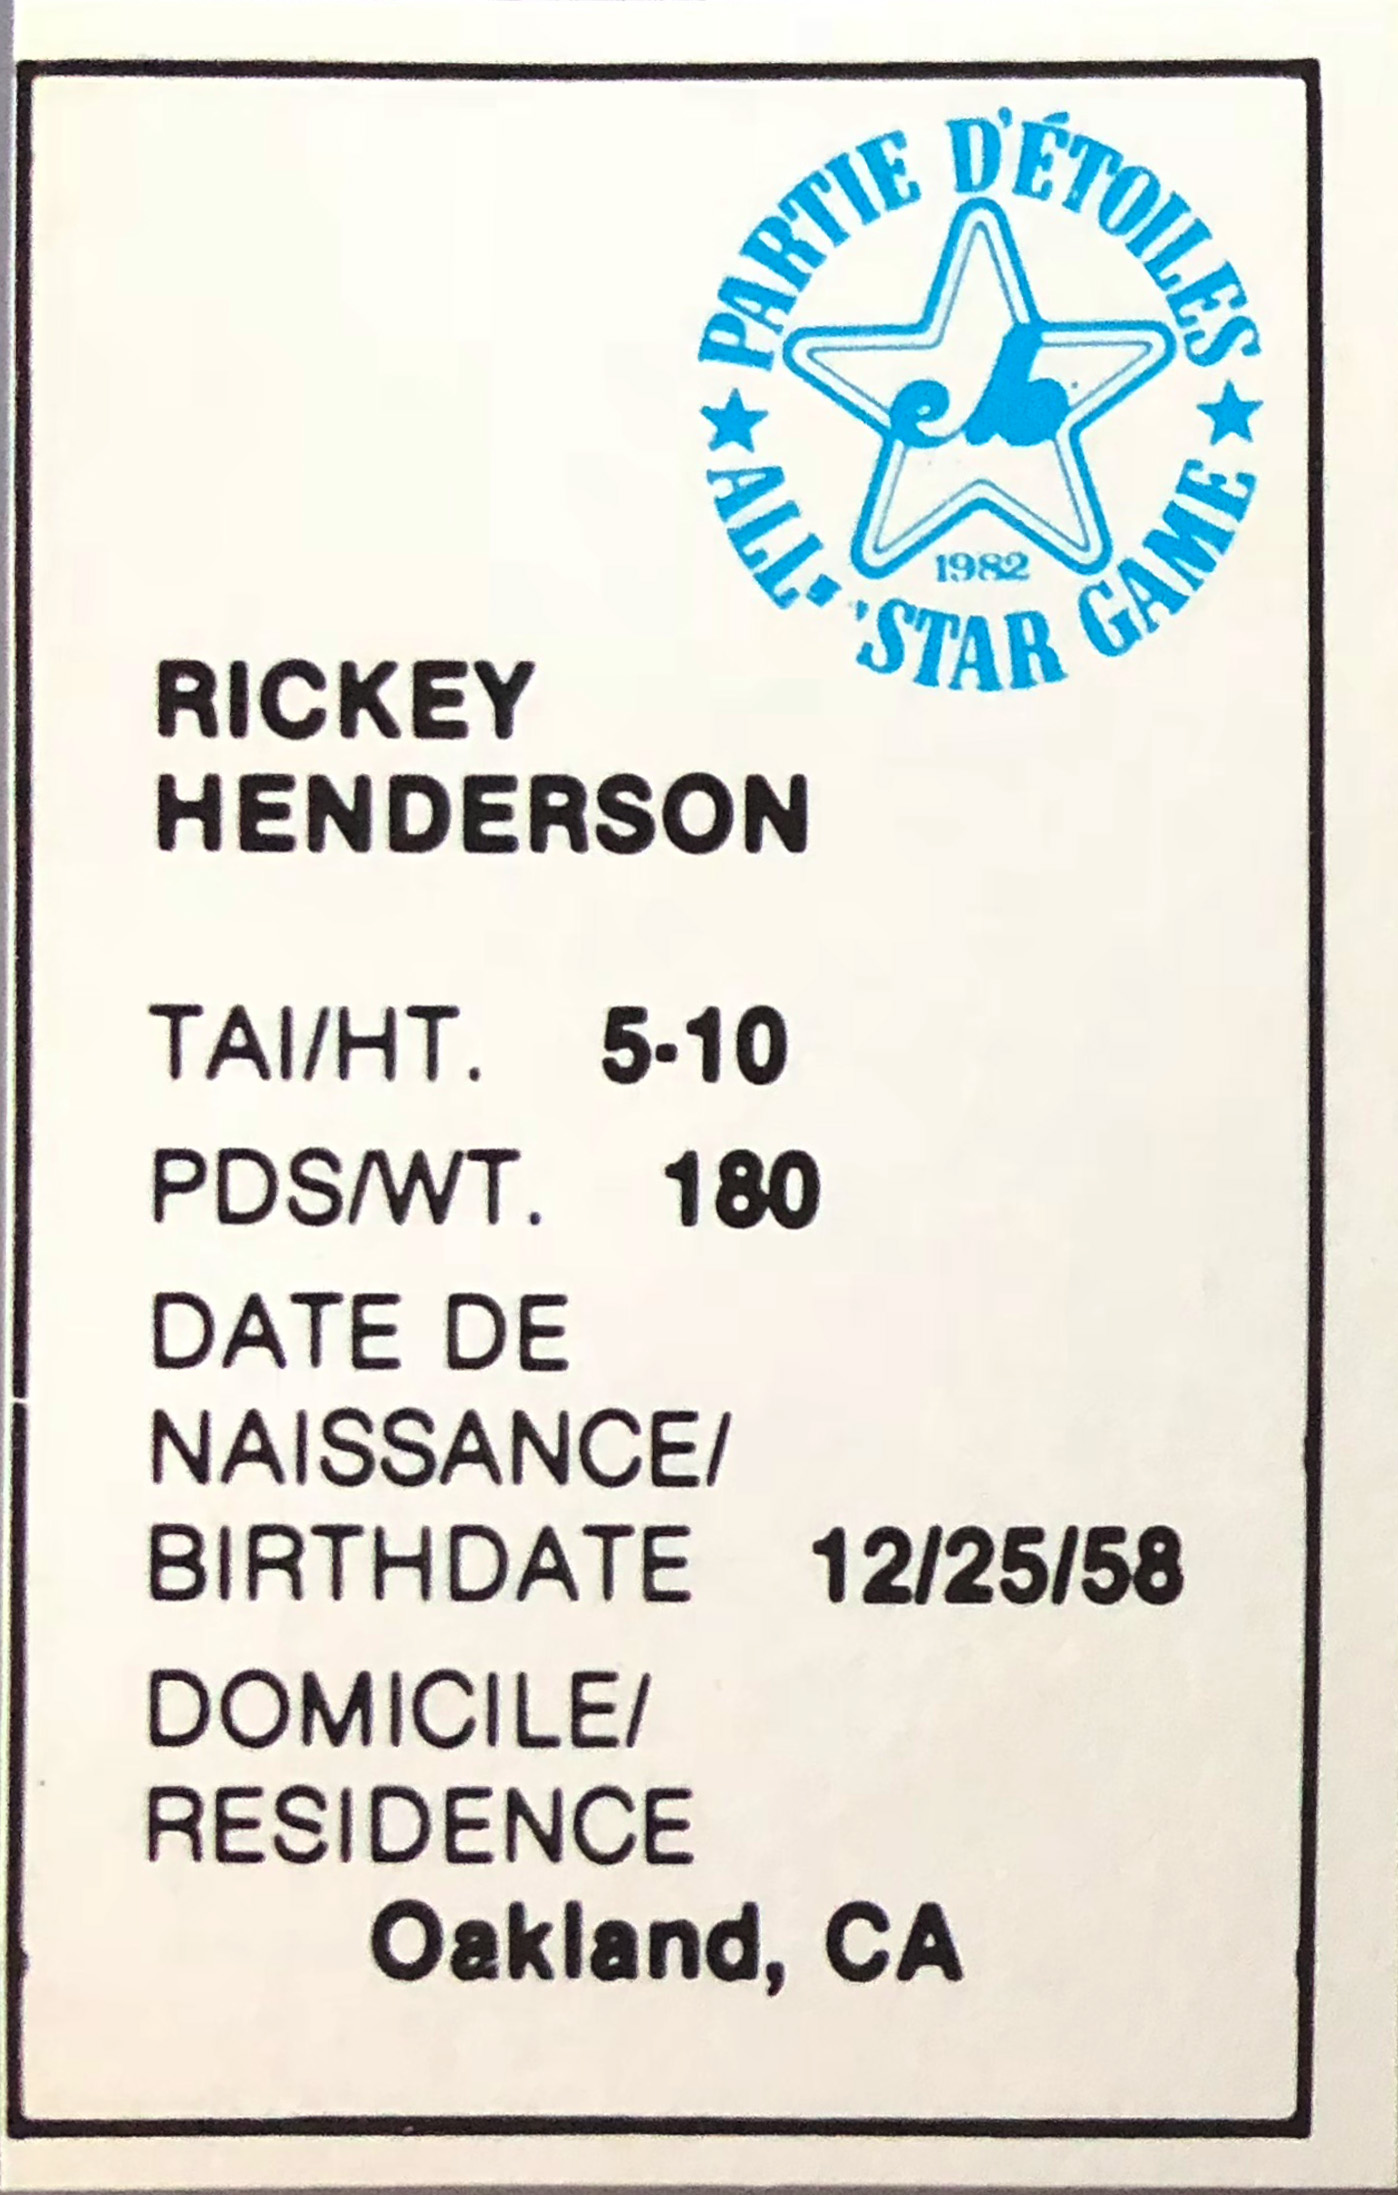 PARTIE D'ÉTOILES
1982
ALL-STAR GAME
RICKEY
HENDERSON
TAI/HT. 5-10
PDS/WT. 180
DATE DE
NAISSANCE/
BIRTHDATE 12/25/58
DOMICILE/
RESIDENCE
Oakland, CA